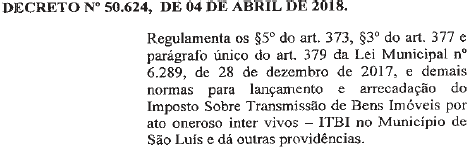 DECRETO Nº 50.624, DE 04 DE ABRIL DE 2018.
Regulamenta os §5º do art. 373, §3º do art. 377 e
parágrafo único do art. 379 da Lei Municipal nº
6.289, de 28 de dezembro de 2017, e demais
normas para lançamento e arrecadação do
Imposto Sobre Transmissão de Bens Imóveis por
ato oneroso inter vivos – ITBI no Município de
São Luís e dá outras providências.